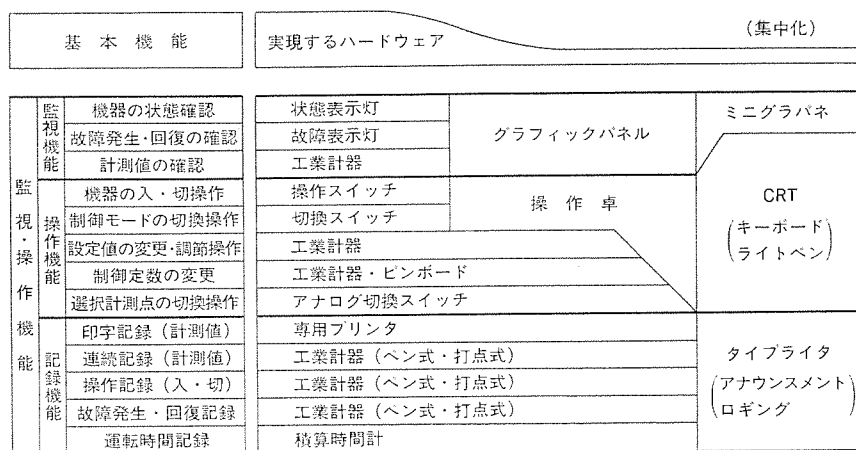 基本機能
実現するハードウェア
(集中化)
監視・操作機能
監視機能
機器の状態確認
状態表示灯
グラフィックパネル
ミニグラパネ
故障発生・回復の確認
故障表示灯
計測値の確認
工業計器
操作機能
機器の入・切操作
操作スイッチ
操作卓
CRT
(キーボード
ライトペン)
制御モードの切換操作
切換スイッチ
設定値の変更・調節操作
工業計器
制御定数の変更
工業計器・ピンボード
選択計測点の切換操作
アナログ切換スイッチ
記録機能
印字記録(計測値)
専用プリンタ
タイプライタ
(アナウンスメント
ロギング)
連続記録(計測値)
工業計器(ペン式・打点式)
操作記録(入・切)
工業計器(ペン式・打点式)
故障発生・回復記録
工業計器(ペン式・打点式)
運転時間記録
積算時間計